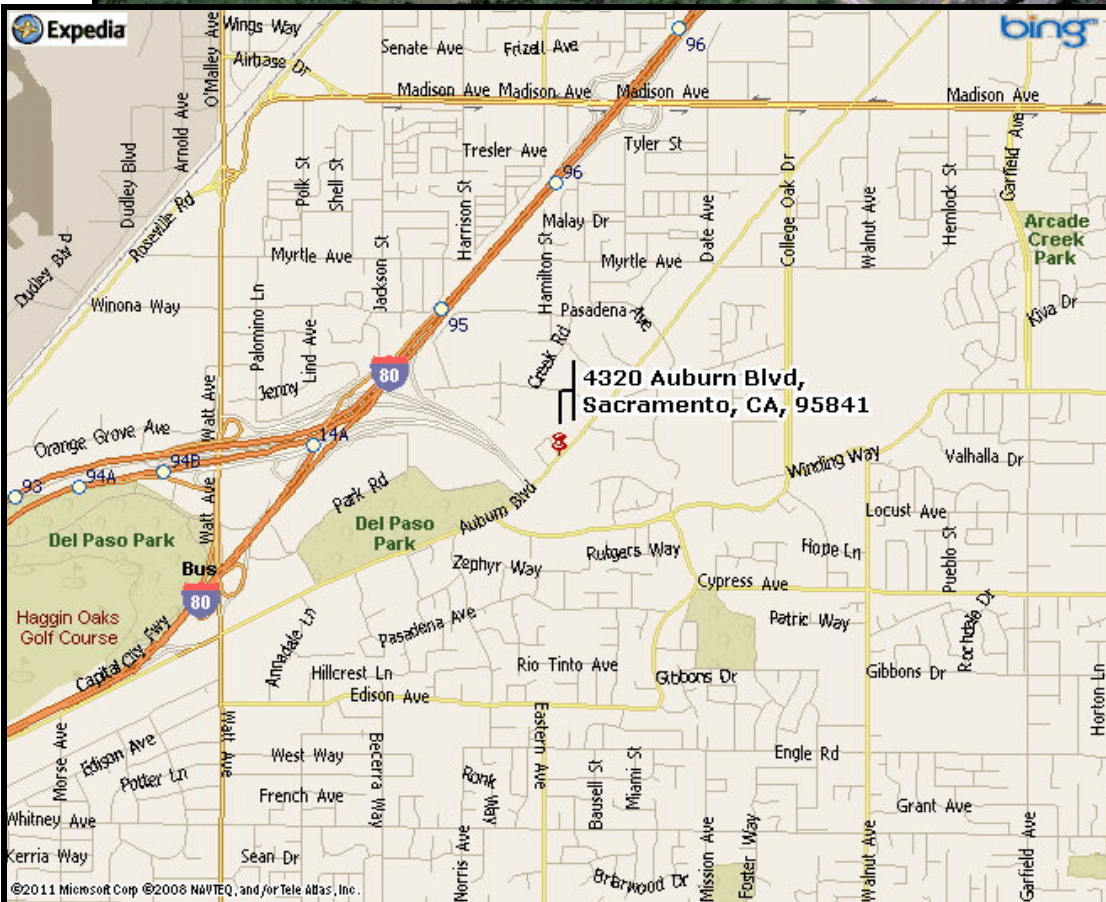 Expedia
bing™
Wings Way
O'Malley Ave
Airbase Dr
Senate Ave
Frizell Ave
96
Madison Ave
Madison Ave
Madison Ave
Madison Ave
Arnold Ave
Dudley Blvd
Polk St
Shell St
Tresler Ave
Tyler St
Garfield Ave
96
Roseville Rd
Harrison St
Malay Dr
Date Ave
College Oak Dr
Walnut Ave
Hemlock St
Arcade
Creek
Park
Dudley Blvd
Myrtle Ave
Jackson St
Hamilton St
Myrtle Ave
Winona Way
Palomino Ln
Lind Ave
95
Pasadena Ave
Kiva Dr
Jenny
80
Creek Rd
4320 Auburn Blvd,
Sacramento, CA, 95841
Watt Ave
Orange Grove Ave
14A
94B
94A
93
Park Rd
Winding Way
Valhalla Dr
Watt Ave
Del Paso Park
Del Paso
Park
Auburn Blvd
Locust Ave
Zephyr Way
Rutgers Way
Hope Ln
Pueblo St
Bus
80
Cypress Ave
Haggin Oaks
Golf Course
Capital City Fwy
Annadale Ln
Pasadena Ave
Patric Way
Rochdale Dr
Hillcrest Ln
Rio Tinto Ave
Gibbons Dr
Gibbons Dr
Edison Ave
Horton Ln
Morse Ave
Edison Ave
Potter Ln
Watt Ave
West Way
Becerra Way
Ronk Way
Eastern Ave
Bausell St
Miami St
Engle Rd
French Ave
Grant Ave
Whitney Ave
Kerria Way
Sean Dr
Norris Ave
Briarwood Dr
Mission Ave
Foster Way
Walnut Ave
Garfield Ave
©2011 Microsoft Corp ©2008 NAVTEQ, and/or Tele Atlas, Inc.